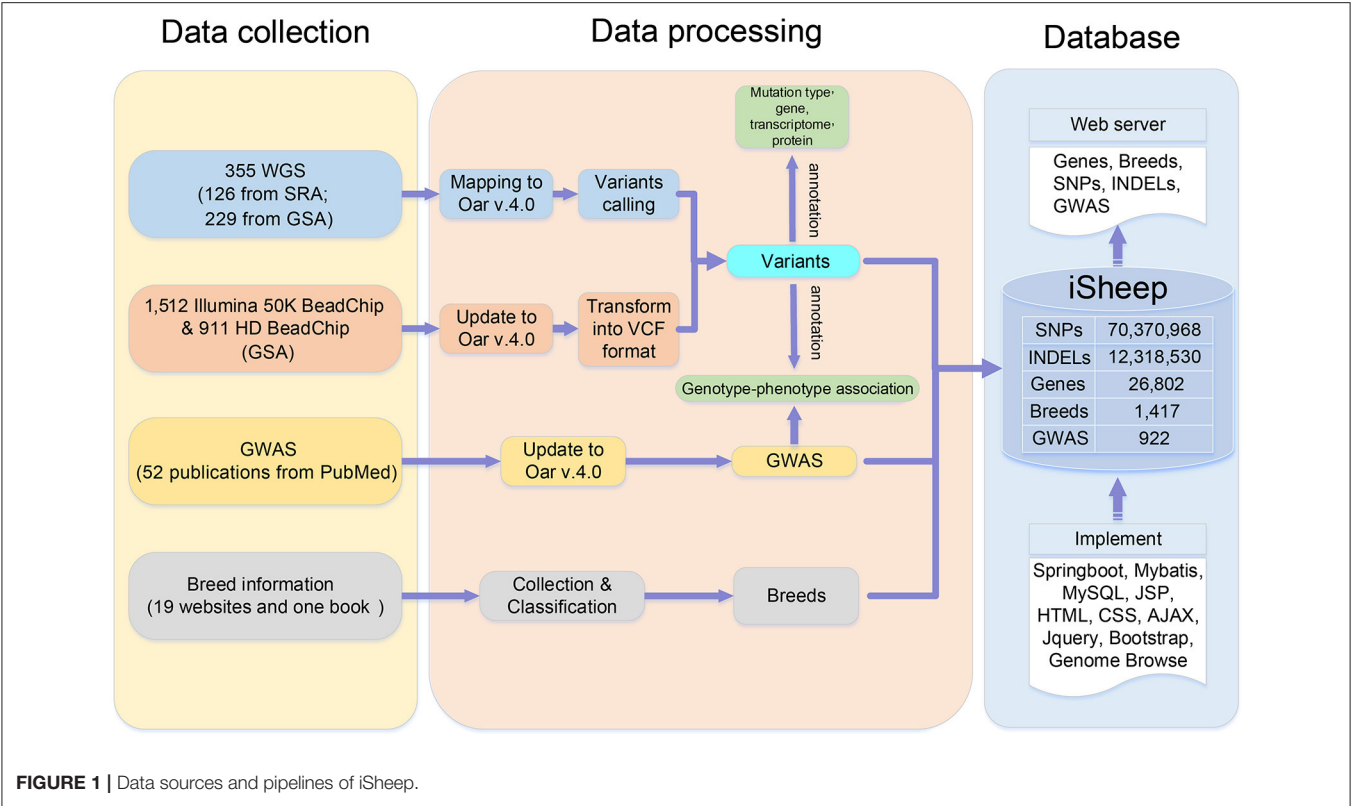 Data collection
Data processing
Database
355 WGS
(126 from SRA;
229 from GSA)
1,512 Illumina 50K BeadChip
& 911 HD BeadChip
(GSA)
GWAS
(52 publications from PubMed)
Breed information
(19 websites and one book )
Mapping to
Oar v.4.0
Variants
calling
Update to
Oar v.4.0
Transform
into VCF
format
Update to
Oar v.4.0
Collection &
Classification
Mutation type,
gene,
transcriptome,
protein
annotation
Variants
annotation
Genotype-phenotype association
GWAS
Breeds
Web server
Genes, Breeds,
SNPs, INDELs,
GWAS
iSheep
SNPs 70,370,968
INDELs 12,318,530
Genes 26,802
Breeds 1,417
GWAS 922
Implement
Springboot, Mybatis,
MySQL, JSP,
HTML, CSS, AJAX,
Jquery, Bootstrap,
Genome Browse
FIGURE 1 | Data sources and pipelines of iSheep.